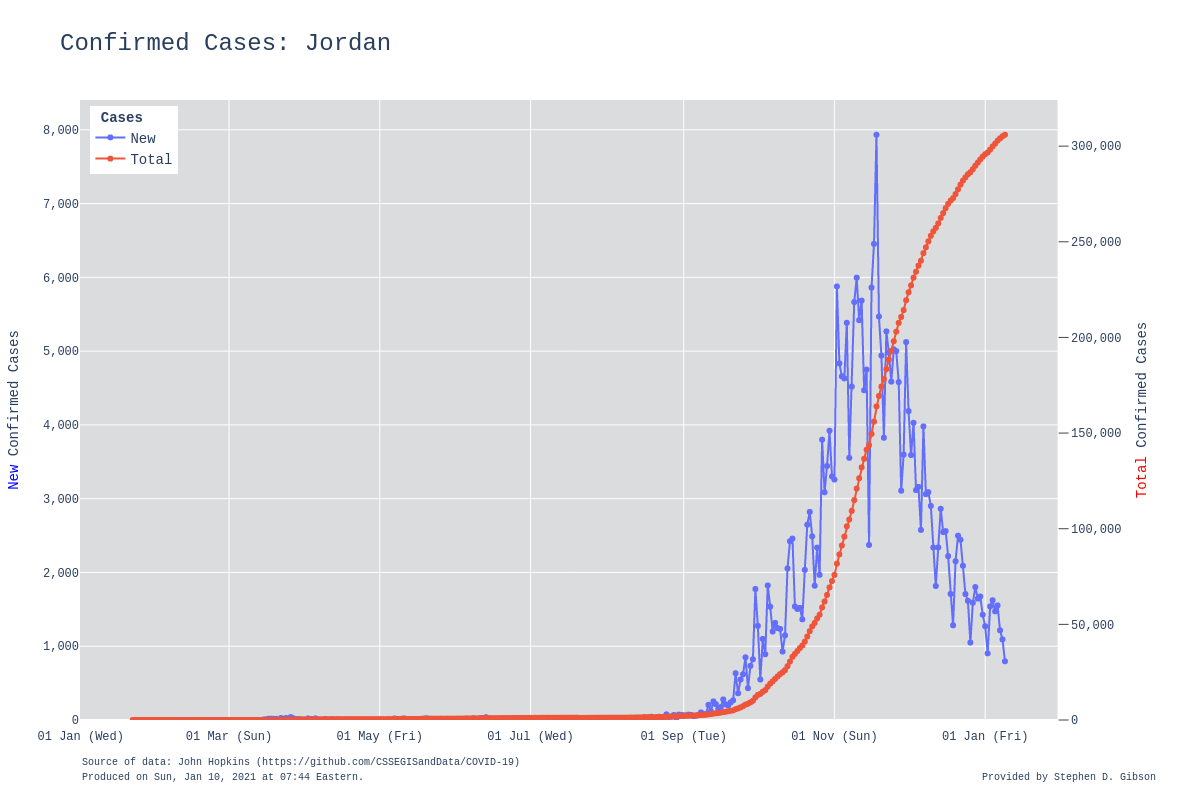 Confirmed Cases: Jordan
Cases
New
Total
8,000
7,000
6,000
5,000
4,000
3,000
2,000
1,000
0
300,000
250,000
200,000
150,000
100,000
50,000
0
New Confirmed Cases
Total Confirmed Cases
01 Jan (Wed)
01 Mar (Sun)
01 May (Fri)
01 Jul (Wed)
01 Sep (Tue)
01 Nov (Sun)
01 Jan (Fri)
Source of data: John Hopkins (https://github.com/CSSEGISandData/COVID-19)
Produced on Sun, Jan 10, 2021 at 07:44 Eastern.
Provided by Stephen D. Gibson